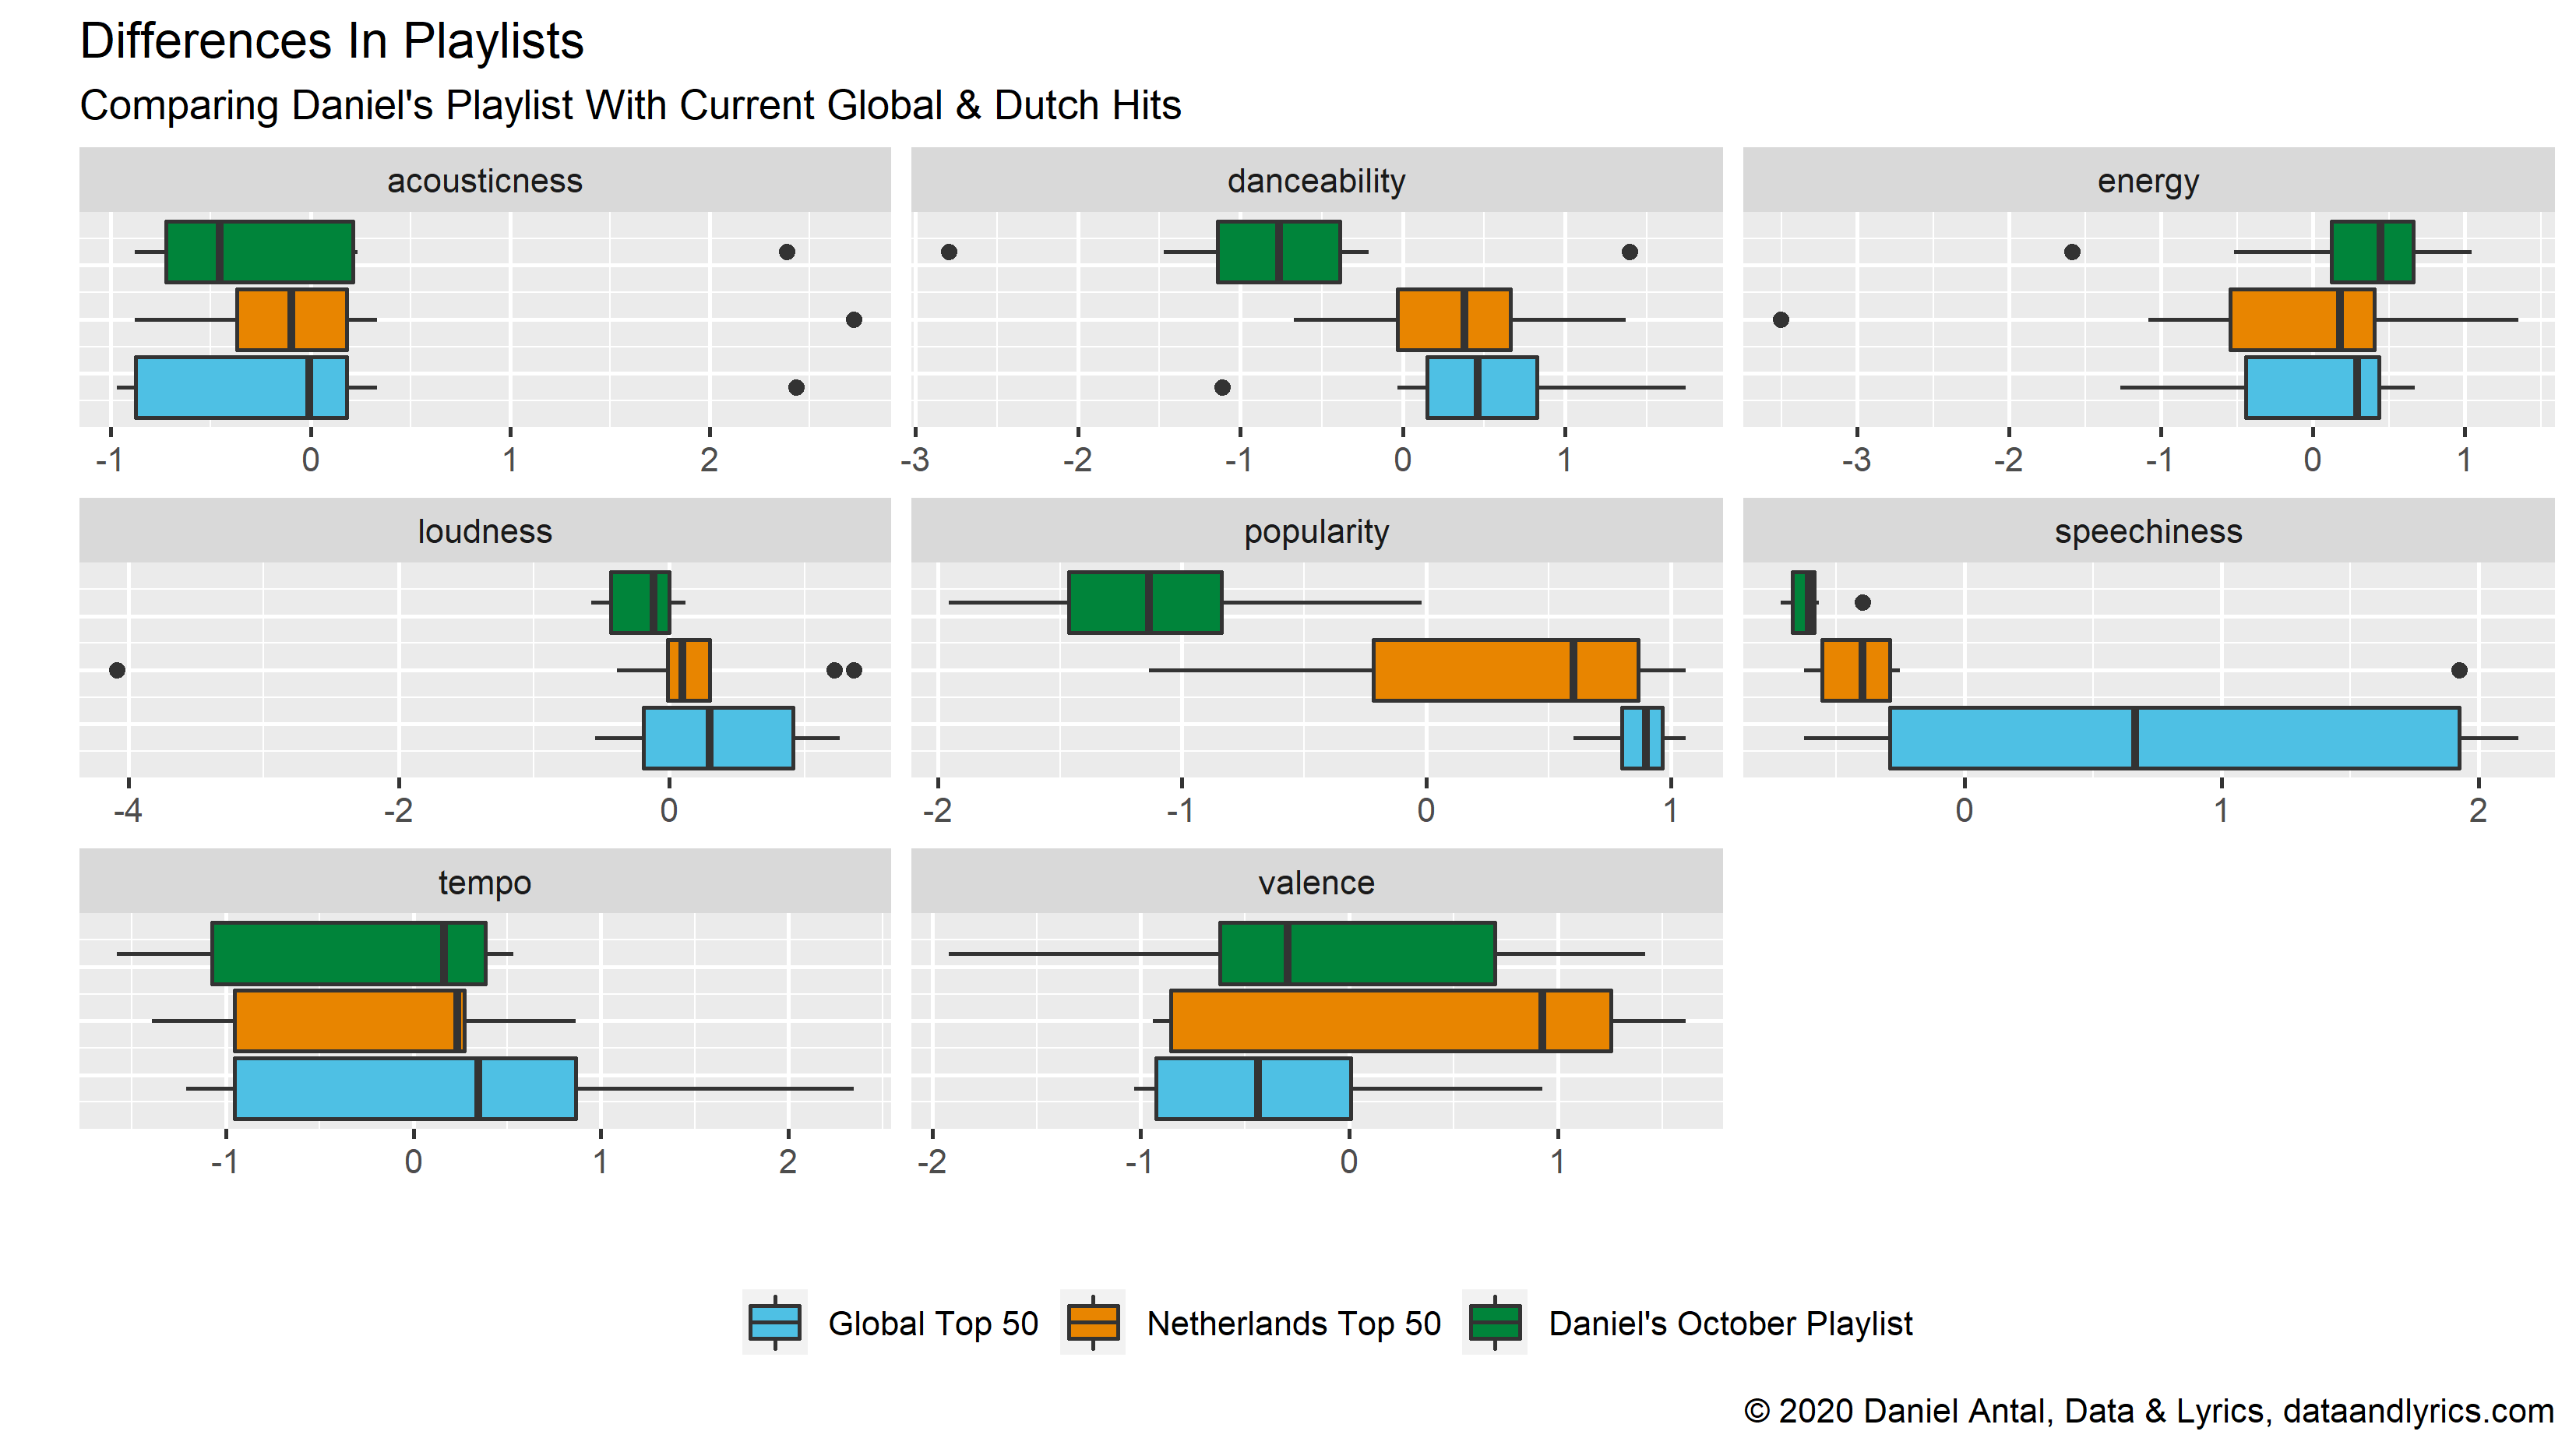 Differences In Playlists
Comparing Daniel's Playlist With Current Global & Dutch Hits
acousticness danceability energy
-1 0 1 2 -3 -2 -1 0 1 -3 -2 -1 0 1
loudness popularity speechiness
-4 -2 0 -2 -1 0 1 0 1 2
tempo valence
-1 0 1 2 -2 -1 0 1
Global Top 50 Netherlands Top 50 Daniel's October Playlist
© 2020 Daniel Antal, Data & Lyrics, dataandlyrics.com